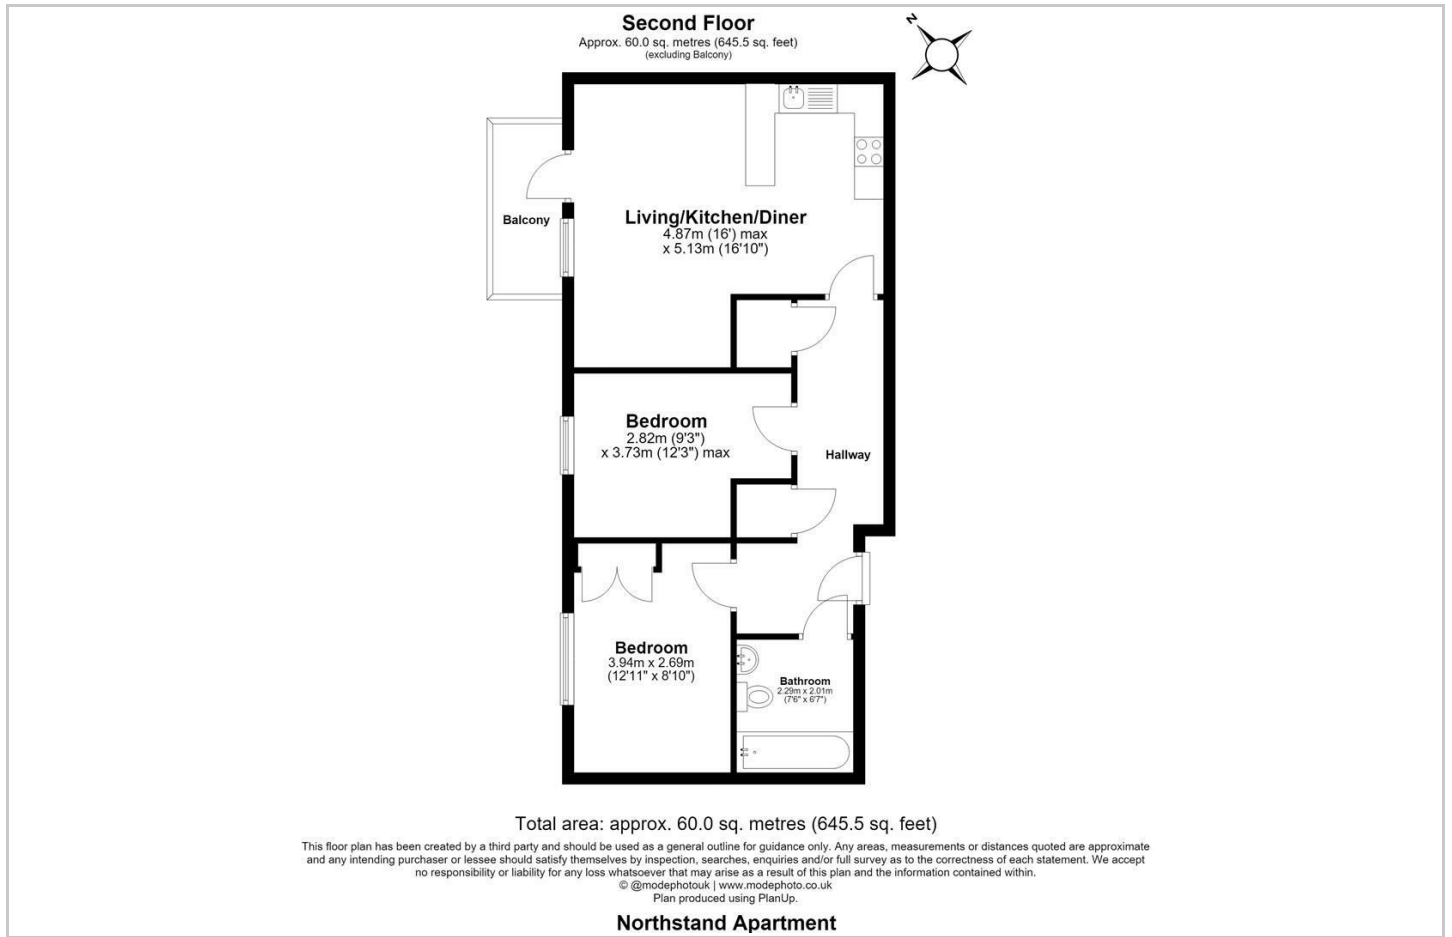 Second Floor
Approx. 60.0 sq. metres (645.5 sq. feet)
(excluding Balcony)
N
Balcony
Living/Kitchen/Diner
4.87m (16') max
x 5.13m (16'10")
Bedroom
2.82m (9'3")
x 3.73m (12'3") max
Hallway
Bedroom
3.94m x 2.69m
(12'11" x 8'10")
Bathroom
2.29m x 2.01m
(7'6" x 6'7")
Total area: approx. 60.0 sq. metres (645.5 sq. feet)
This floor plan has been created by a third party and should be used as a general outline for guidance only. Any areas, measurements or distances quoted are approximate
and any intending purchaser or lessee should satisfy themselves by inspection, searches, enquiries and/or full survey as to the correctness of each statement. We accept
no responsibility or liability for any loss whatsoever that may arise as a result of this plan and the information contained within.
© @modephotouk | www.modephoto.co.uk
Plan produced using PlanUp.
Northstand Apartment